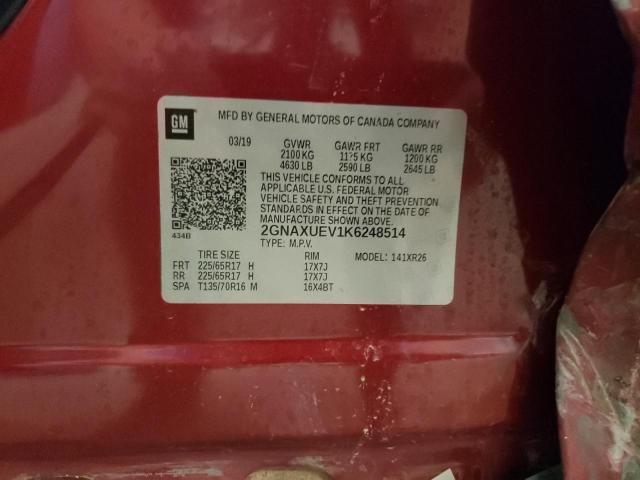 GM
MFD BY GENERAL MOTORS OF CANADA COMPANY
03/19 GVWR GAWR FRT GAWR RR
2100 KG 1175 KG 1200 KG
4630 LB 2590 LB 2645 LB
THIS VEHICLE CONFORMS TO ALL
APPLICABLE U.S. FEDERAL MOTOR
VEHICLE SAFETY AND THEFT PREVENTION
STANDARDS IN EFFECT ON THE DATE OF
MANUFACTURE SHOWN ABOVE.
434B 2GNAXUEV1K6248514
TYPE: M.P.V.
TIRE SIZE RIM MODEL: 141XR26
FRT 225/65R17 H 17X7J
RR 225/65R17 H 17X7J
SPA T135/70R16 M 16X4BT